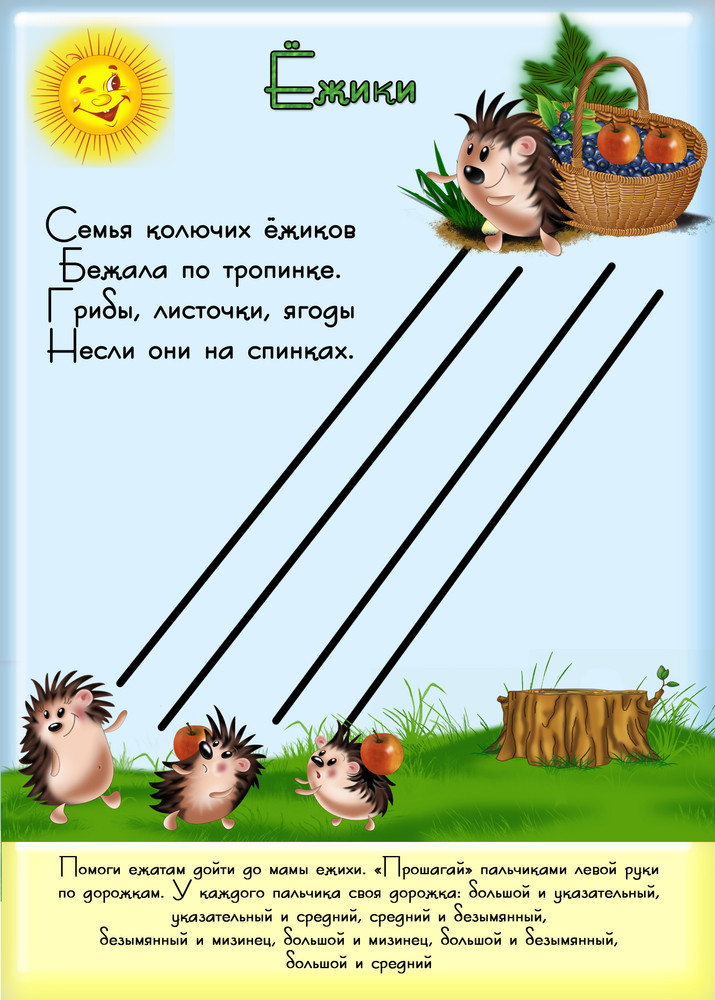 Ёжики
Семья колючих ёжиков
Бежала по тропинке.
Грибы, листочки, ягоды
Несли они на спинках.
Помоги ежатам дойти до мамы ежихи. «Прошагай» пальчиками левой руки
по дорожкам. У каждого пальчика своя дорожка: большой и указательный,
указательный и средний, средний и безымянный,
безымянный и мизинец, большой и мизинец, большой и безымянный,
большой и средний